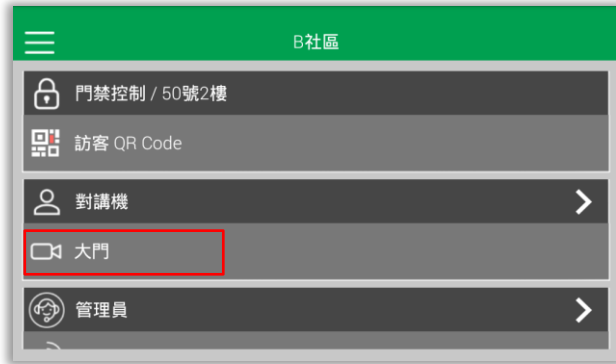 B社區
門禁控制 / 50號2樓
訪客 QR Code
對講機
大門
管理員